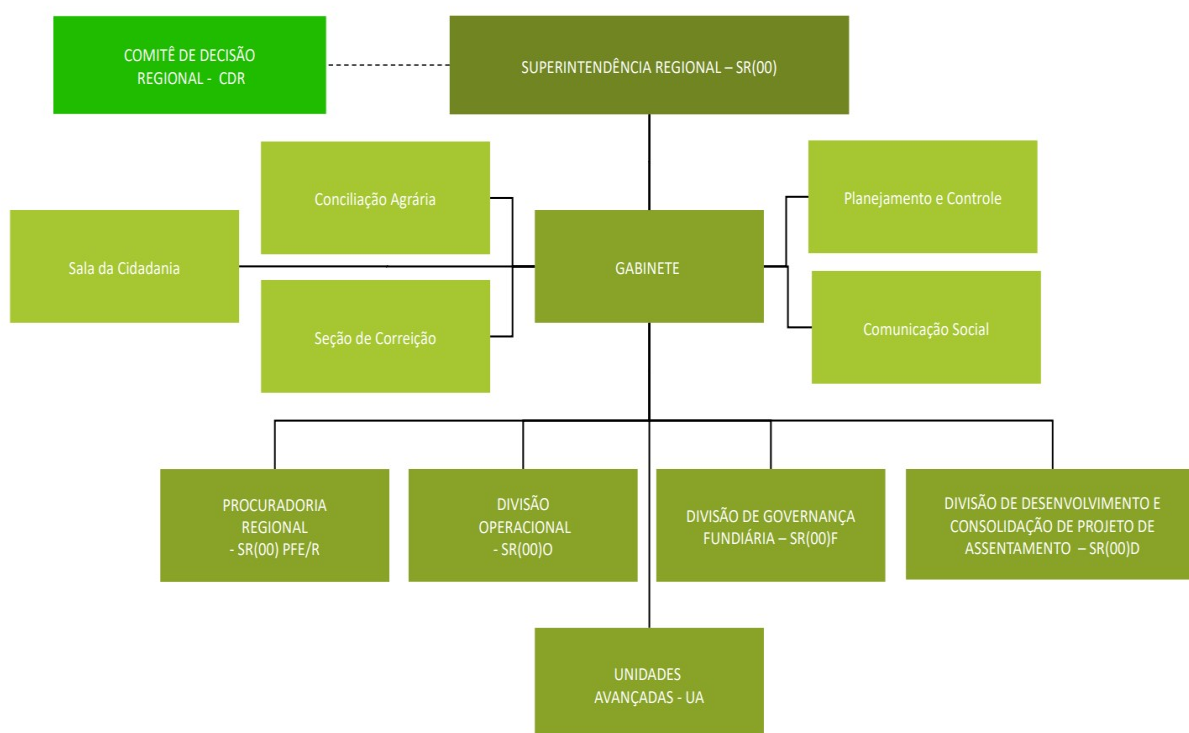 COMITÊ DE DECISÃO
REGIONAL - CDR
SUPERINTENDÊNCIA REGIONAL – SR(00)
Conciliação Agrária
Planejamento e Controle
Sala da Cidadania
GABINETE
Seção de Correição
Comunicação Social
PROCURADORIA
REGIONAL
- SR(00) PFE/R
DIVISÃO
OPERACIONAL
- SR(00)O
DIVISÃO DE GOVERNANÇA
FUNDIÁRIA – SR(00)F
DIVISÃO DE DESENVOLVIMENTO E
CONSOLIDAÇÃO DE PROJETO DE
ASSENTAMENTO – SR(00)D
UNIDADES
AVANÇADAS - UA